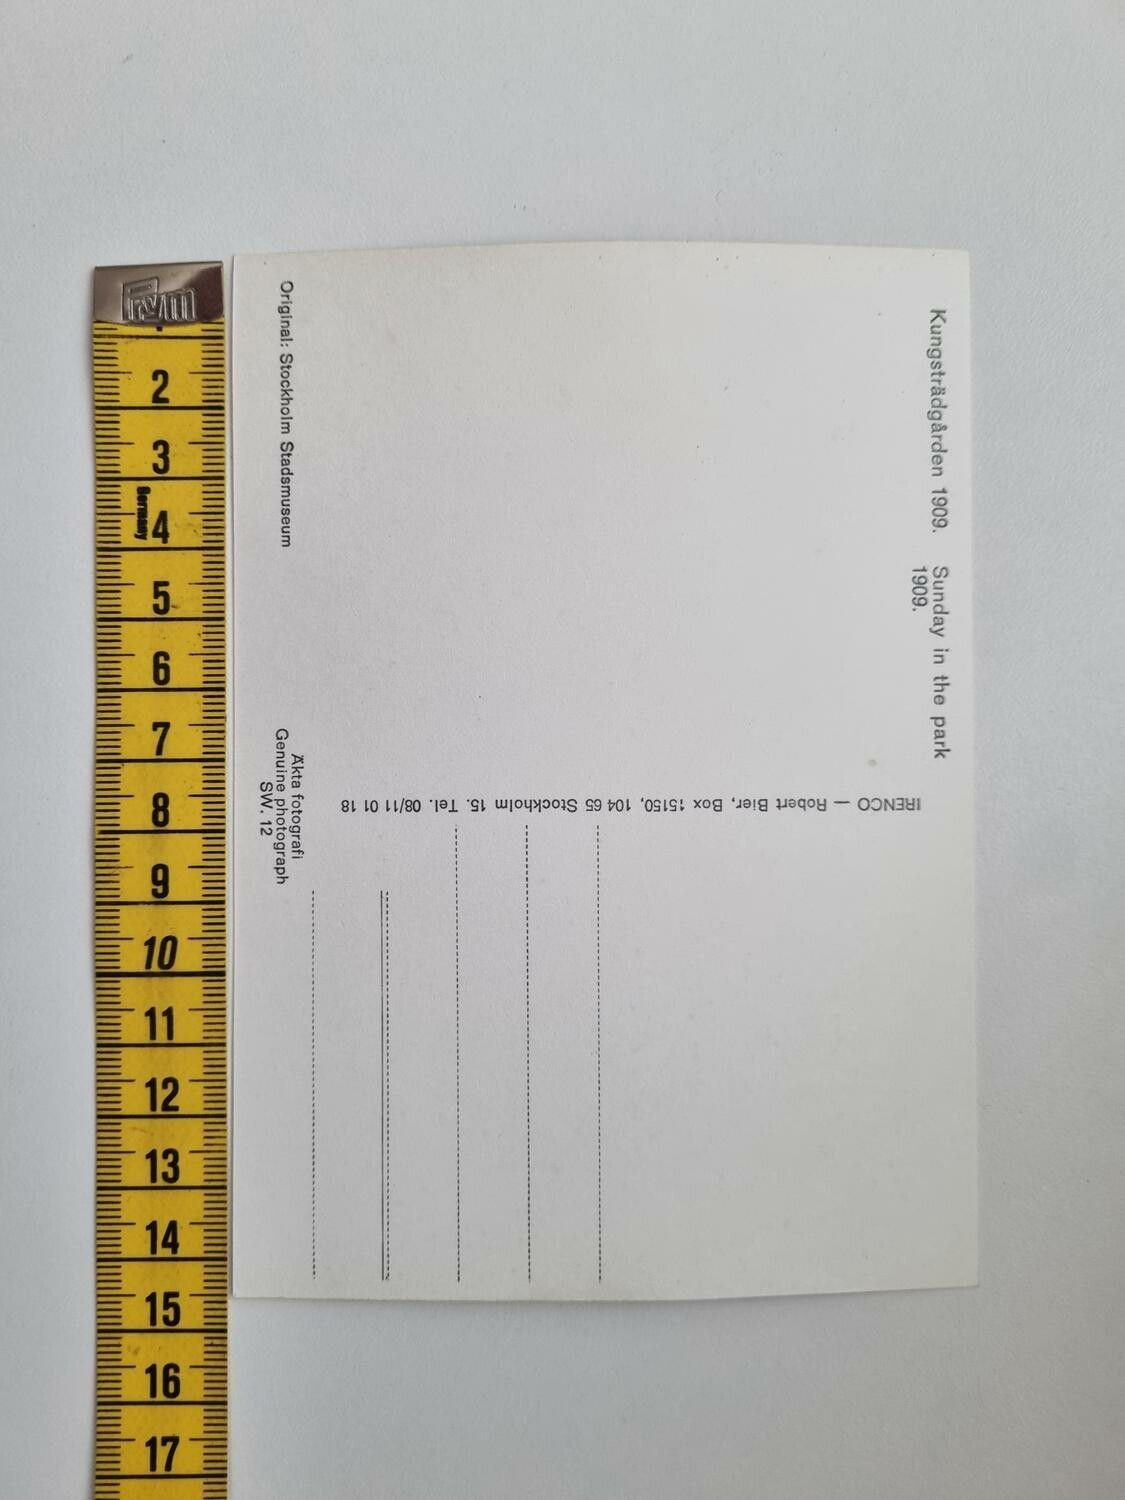 Kungsträdgården 1909. Sunday in the park
1909.
IRENCO — Robert Bier, Box 15150, 104 65 Stockholm 15. Tel. 08/11 01 18
Original: Stockholm Stadsmuseum
Äkta fotografi
Genuine photograph
SW. 12
Prym
1
2
3
4
Germany
5
6
7
8
9
10
11
12
13
14
15
16
17